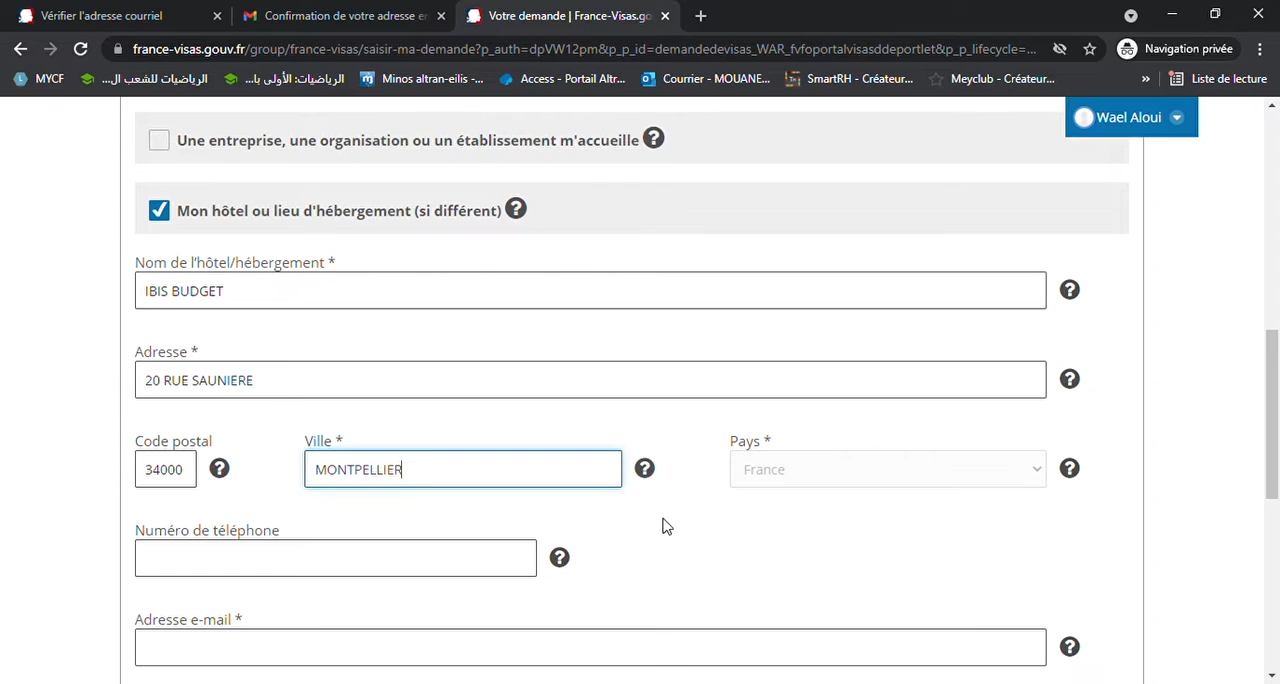 Vérifier l'adresse courriel
Confirmation de votre adresse e
Votre demande | France-Visas.go
france-visas.gouv.fr/group/france-visas/saisir-ma-demande?p_auth=dpVW12pm&p_p_id=demandedevisas_WAR_fvfoportalvisasddeportlet&p_p_lifecycle=...
Navigation privée
MYCF
الرياضيات للشعب ال...
الرياضيات: الأولى با...
Minos altran-eilis -...
Access - Portail Altr...
Courrier - MOUANE...
SmartRH - Créateur...
Meyclub - Créateur...
»
Liste de lecture
Wael Aloui
Une entreprise, une organisation ou un établissement m'accueille ?
Mon hôtel ou lieu d'hébergement (si différent) ?
Nom de l'hôtel/hébergement *
IBIS BUDGET ?
Adresse *
20 RUE SAUNIERE ?
Code postal Ville * Pays *
34000 ? MONTPELLIER ? France ?
Numéro de téléphone
?
Adresse e-mail *
?